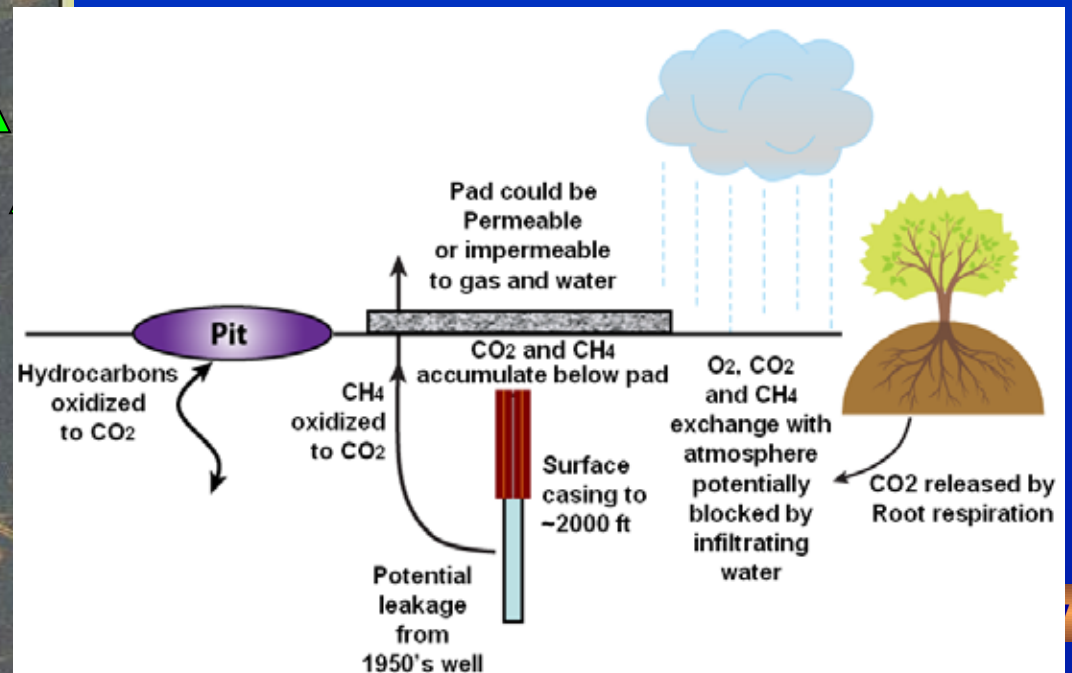 Pad could be
Permeable
or impermeable
to gas and water
Pit
Hydrocarbons
oxidized
to CO2
CH4
oxidized
to CO2
CO2 and CH4
accumulate below pad
Surface
casing to
~2000 ft
Potential
leakage
from
1950's well
O2, CO2
and CH4
exchange with
atmosphere
potentially
blocked by
infiltrating
water
CO2 released by
Root respiration